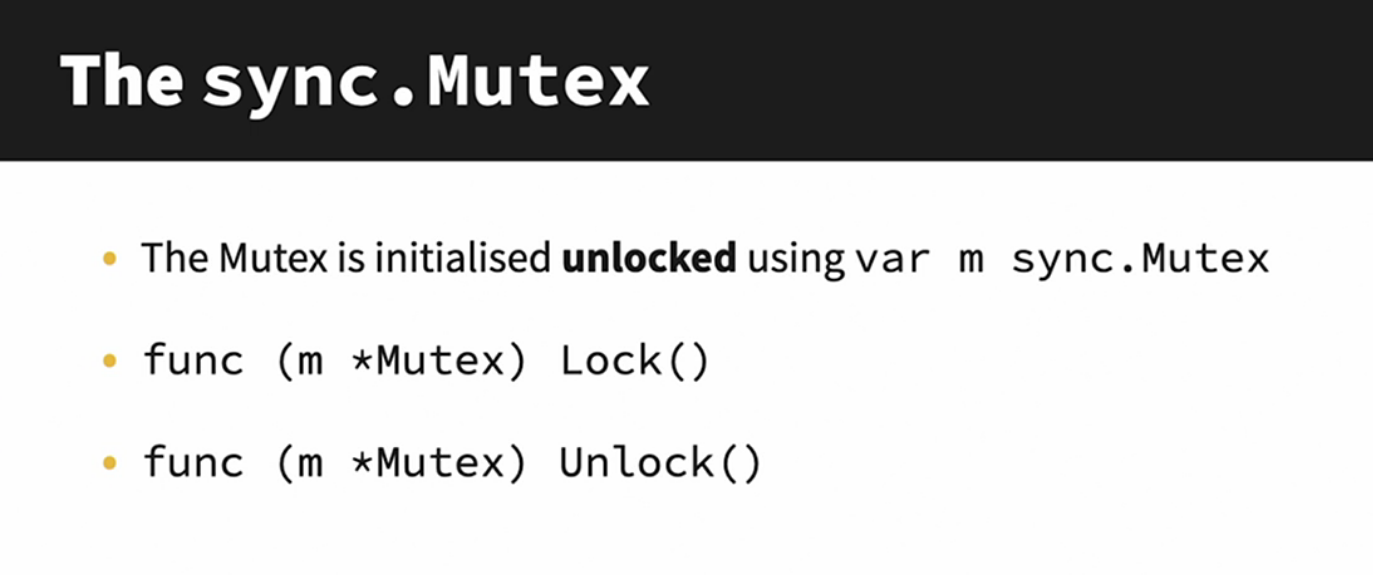 The sync.Mutex
• The Mutex is initialised unlocked using var m sync.Mutex
• func (m *Mutex) Lock()
• func (m *Mutex) Unlock()